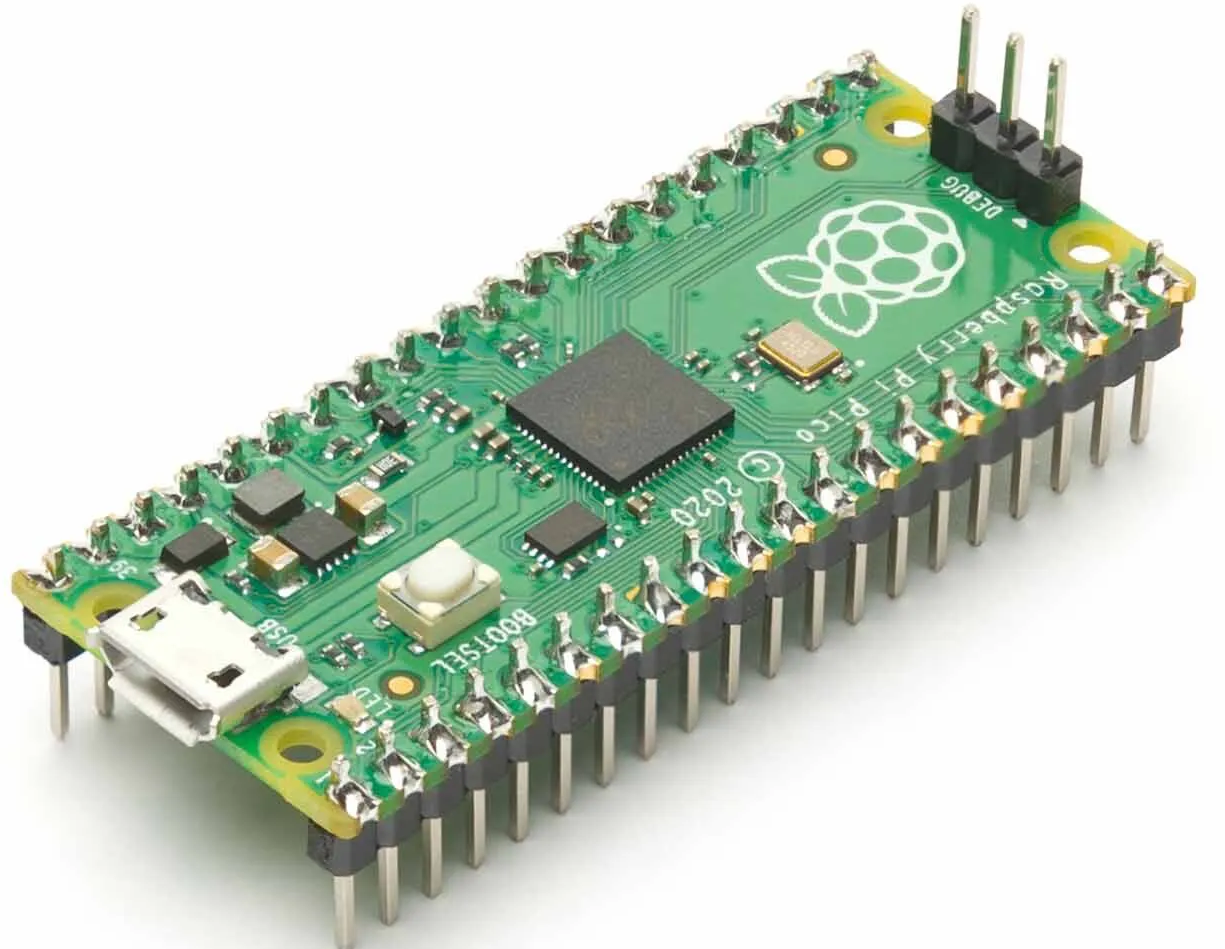 DEBUG
Raspberry Pi Pico © 2020
BOOTSEL
USB
LED
1
2
39